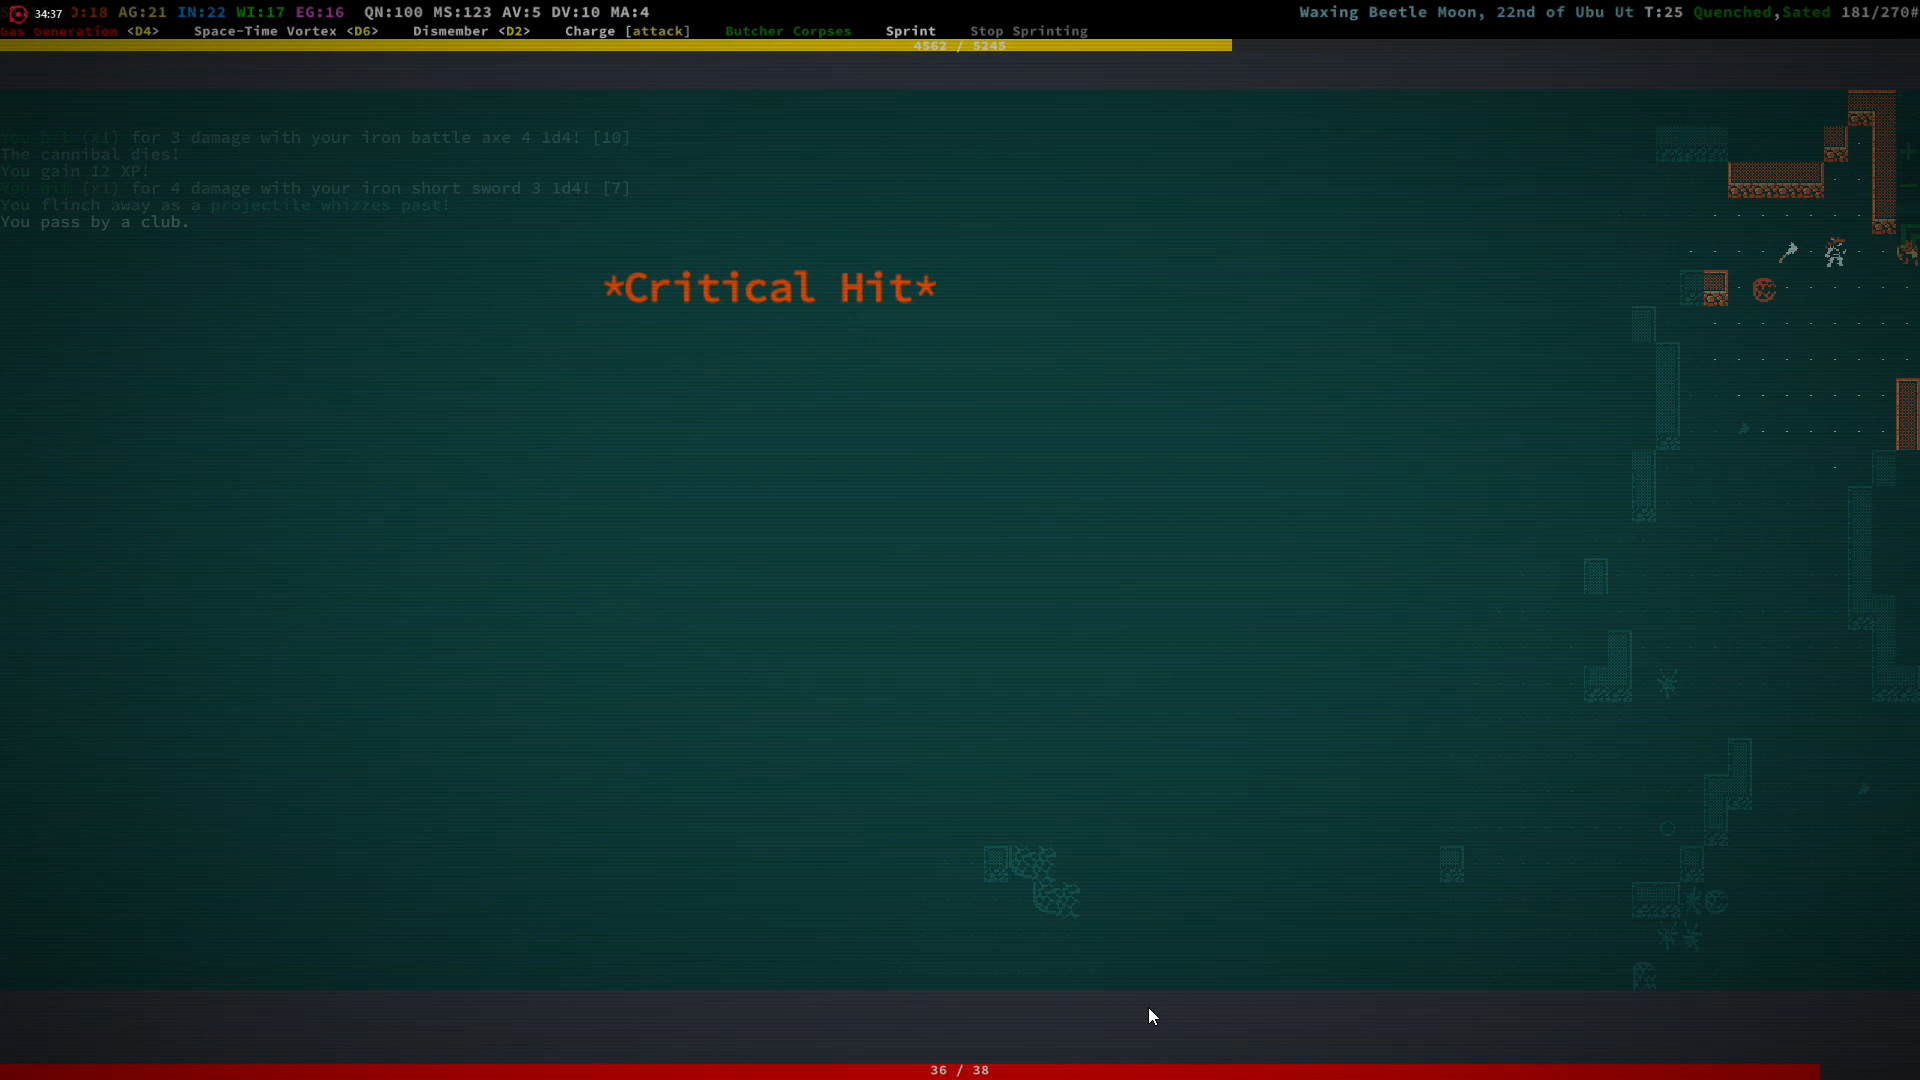 34:37 O:18 AG:21 IN:22 WI:17 EG:16 QN:100 MS:123 AV:5 DV:10 MA:4 Waxing Beetle Moon, 22nd of Ubu Ut T:25 Quenched,Sated 181/270#
Gas Generation <D4> Space-Time Vortex <D6> Dismember <D2> Charge [attack] Butcher Corpses Sprint Stop Sprinting
4562 / 5245
You hit (x1) for 3 damage with your iron battle axe 4 1d4! [10]
The cannibal dies!
You gain 12 XP!
You hit (x1) for 4 damage with your iron short sword 3 1d4! [7]
You flinch away as a projectile whizzes past!
You pass by a club.
*Critical Hit*
36 / 38